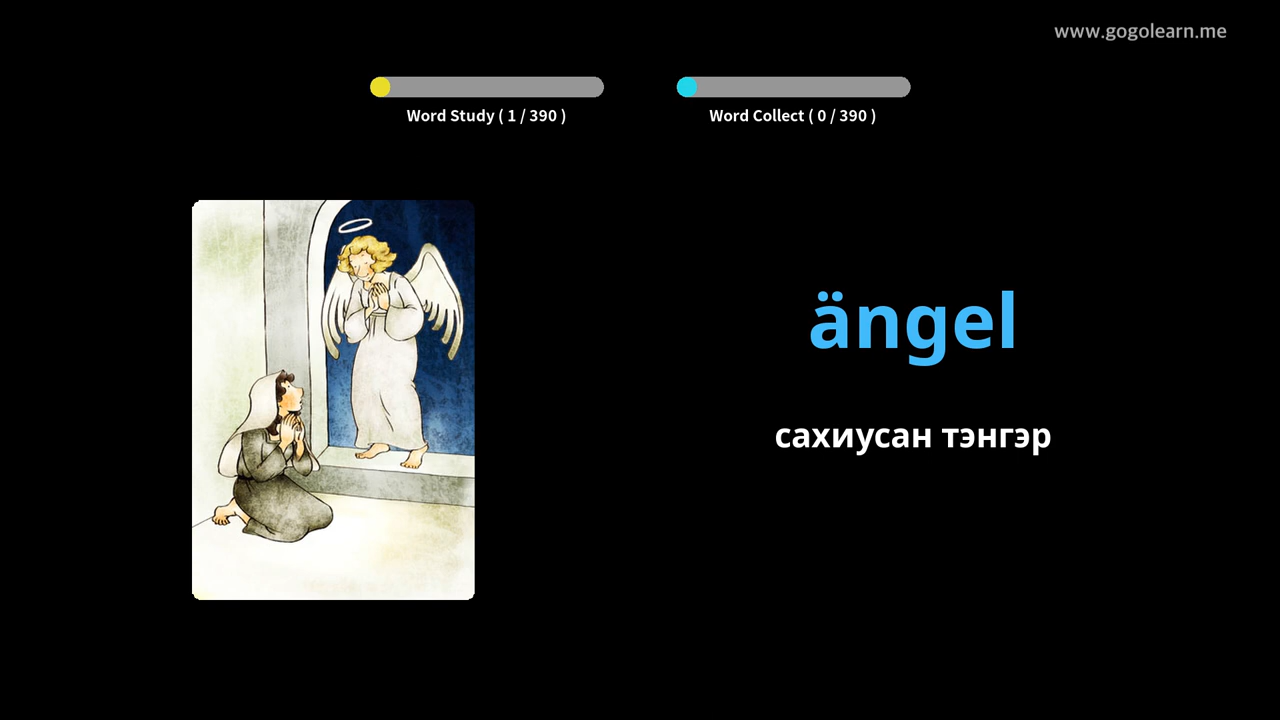 www.gogolearn.me
Word Study ( 1 / 390 )
Word Collect ( 0 / 390 )
ängel
сахиусан тэнгэр